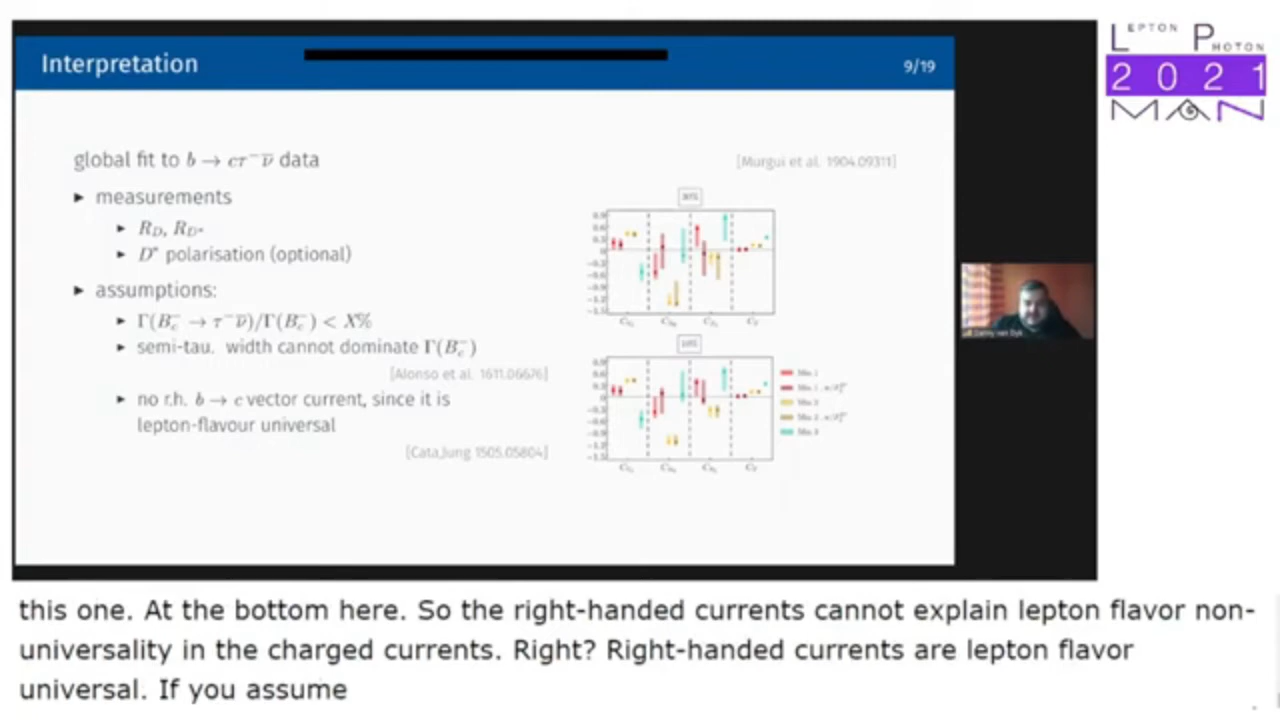 Interpretation
9/19
global fit to b → cτ⁻ν̅ data
[Murgui et al. 1904.09311]
▸ measurements
▸ R_D, R_D*
▸ D* polarisation (optional)
▸ assumptions:
▸ Γ(B_c⁻ → τ⁻ν̅)/Γ(B_c⁻) < X%
▸ semi-tau. width cannot dominate Γ(B_c⁻)
[Alonso et al. 1611.06676]
▸ no r.h. b → c vector current, since it is
lepton-flavour universal
[Cata,Jung 1505.05804]
30%
10%
LEPTON PHOTON
2021
MAN
this one. At the bottom here. So the right-handed currents cannot explain lepton flavor non-
universality in the charged currents. Right? Right-handed currents are lepton flavor
universal. If you assume